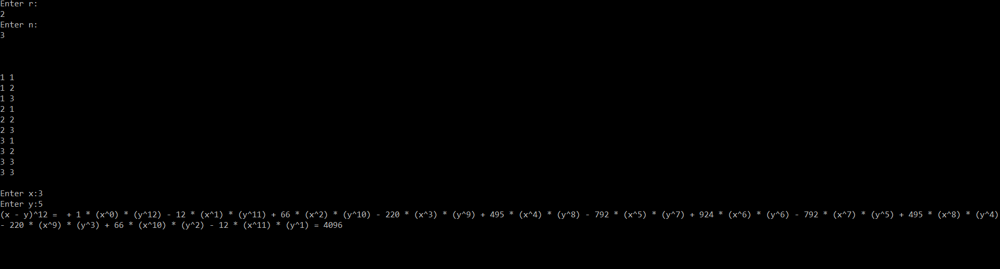 Enter r:
2
Enter n:
3
1 1
1 2
1 3
2 1
2 2
2 3
3 1
3 2
3 3
3 3
Enter x:3
Enter y:5
(x - y)^12 =  + 1 * (x^0) * (y^12) - 12 * (x^1) * (y^11) + 66 * (x^2) * (y^10) - 220 * (x^3) * (y^9) + 495 * (x^4) * (y^8) - 792 * (x^5) * (y^7) + 924 * (x^6) * (y^6) - 792 * (x^7) * (y^5) + 495 * (x^8) * (y^4)
- 220 * (x^9) * (y^3) + 66 * (x^10) * (y^2) - 12 * (x^11) * (y^1) = 4096